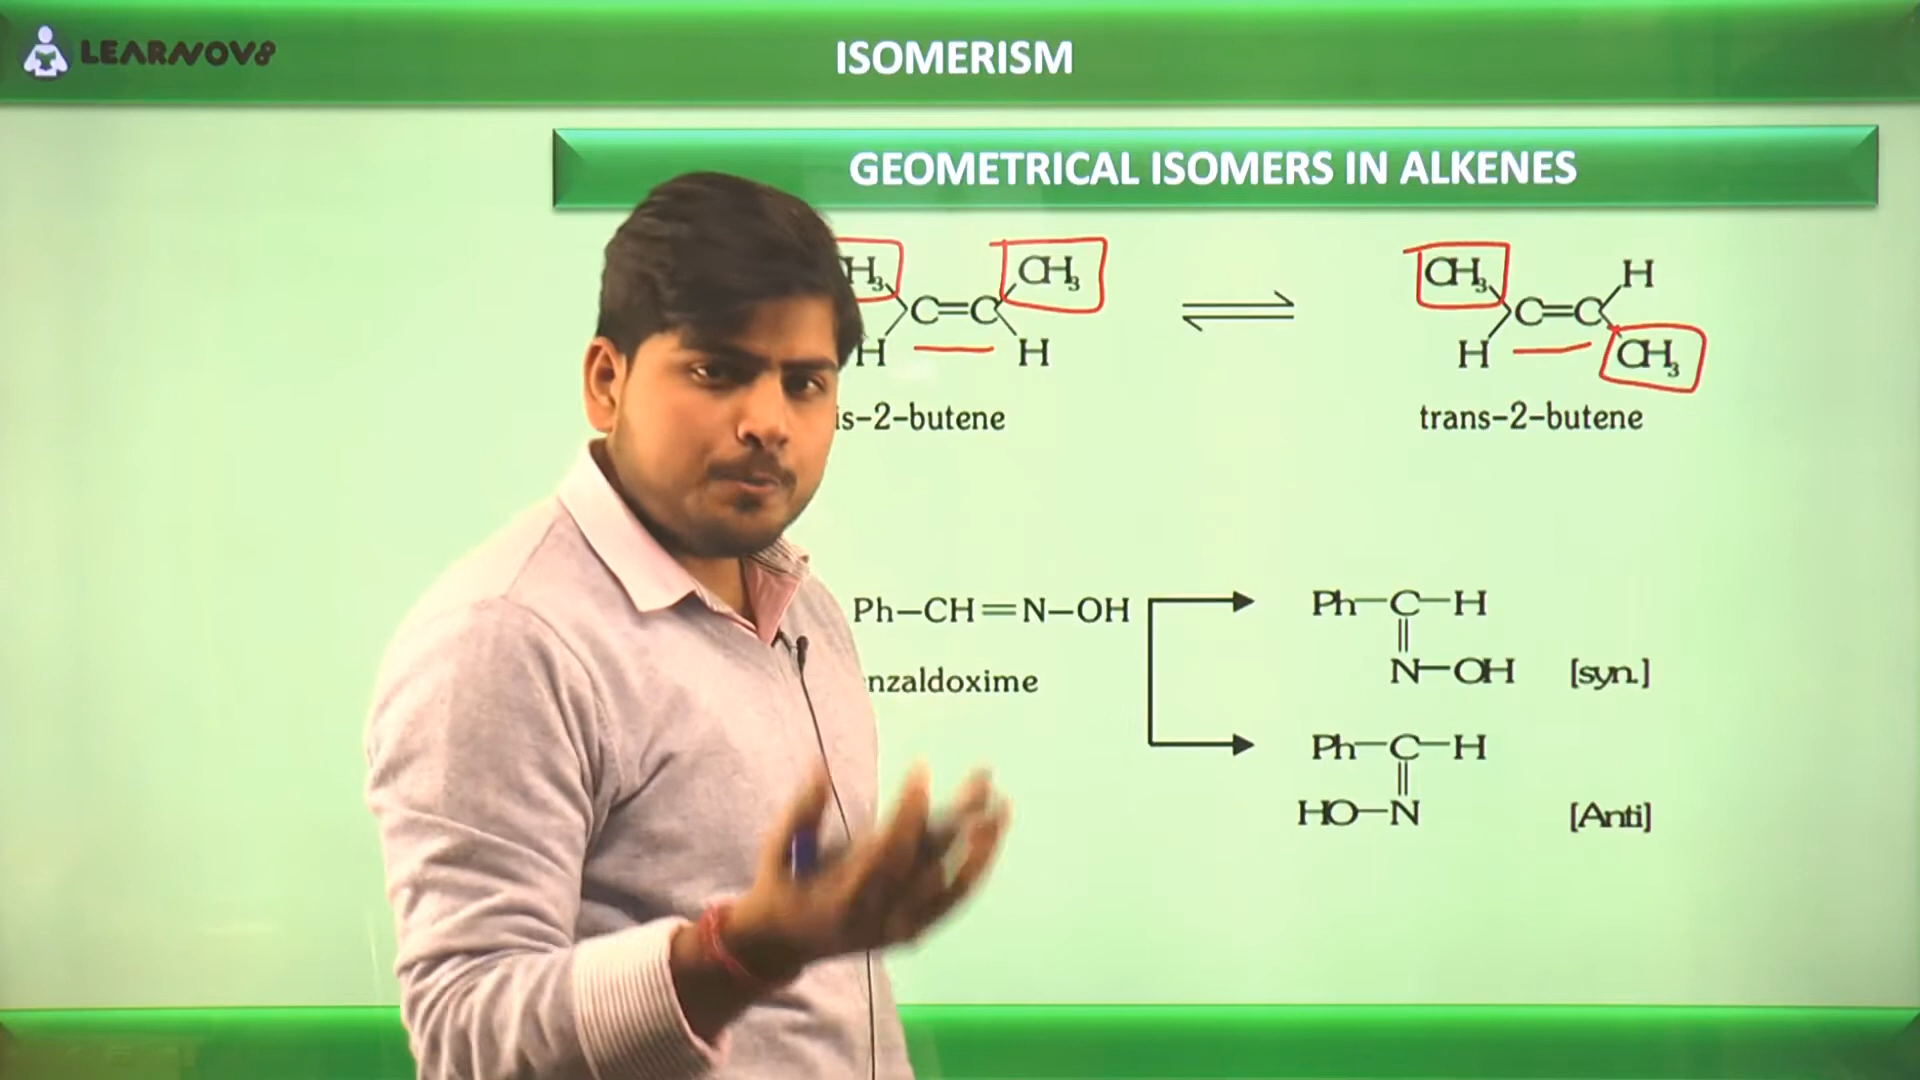 LEARNOV8
ISOMERISM
GEOMETRICAL ISOMERS IN ALKENES
H₃ CH₃
C=C
H H
is-2-butene
CH₃ H
C=C
H CH₃
trans-2-butene
Ph-CH=N-OH
nzaldoxime
Ph-C-H
N-OH [syn.]
Ph-C-H
HO-N [Anti]